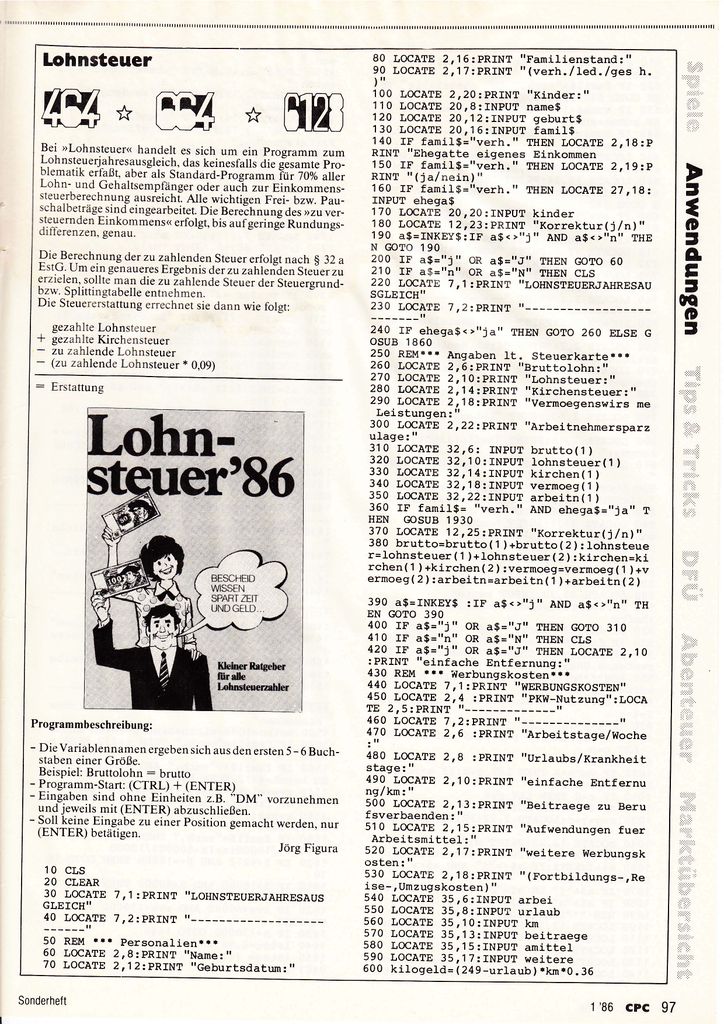 Lohnsteuer
464 ☆ 664 ☆ 6128
Bei »Lohnsteuer« handelt es sich um ein Programm zum
Lohnsteuerjahresausgleich, das keinesfalls die gesamte Pro-
blematik erfaßt, aber als Standard-Programm für 70% aller
Lohn- und Gehaltsempfänger oder auch zur Einkommens-
steuerberechnung ausreicht. Alle wichtigen Frei- bzw. Pau-
schalbeträge sind eingearbeitet. Die Berechnung des »zu ver-
steuernden Einkommens« erfolgt, bis auf geringe Rundungs-
differenzen, genau.
Die Berechnung der zu zahlenden Steuer erfolgt nach § 32 a
EstG. Um ein genaueres Ergebnis der zu zahlenden Steuer zu
erzielen, sollte man die zu zahlende Steuer der Steuergrund-
bzw. Splittingtabelle entnehmen.
Die Steuererstattung errechnet sie dann wie folgt:
gezahlte Lohnsteuer
+ gezahlte Kirchensteuer
− zu zahlende Lohnsteuer
− (zu zahlende Lohnsteuer * 0,09)
= Erstattung
Lohn-
steuer'86
100
BESCHEID
WISSEN
SPART ZEIT
UND GELD...
Kleiner Ratgeber
für alle
Lohnsteuerzahler
Programmbeschreibung:
– Die Variablennamen ergeben sich aus den ersten 5 – 6 Buch-
staben einer Größe.
Beispiel: Bruttolohn = brutto
– Programm-Start: (CTRL) + (ENTER)
– Eingaben sind ohne Einheiten z.B. "DM" vorzunehmen
und jeweils mit (ENTER) abzuschließen.
– Soll keine Eingabe zu einer Position gemacht werden, nur
(ENTER) betätigen.
Jörg Figura
10 CLS
20 CLEAR
30 LOCATE 7,1:PRINT "LOHNSTEUERJAHRESAUS
GLEICH"
40 LOCATE 7,2:PRINT "-------------------
------"
50 REM *** Personalien***
60 LOCATE 2,8:PRINT "Name:"
70 LOCATE 2,12:PRINT "Geburtsdatum:"
80 LOCATE 2,16:PRINT "Familienstand:"
90 LOCATE 2,17:PRINT "(verh./led./ges h.
)"
100 LOCATE 2,20:PRINT "Kinder:"
110 LOCATE 20,8:INPUT name$
120 LOCATE 20,12:INPUT geburt$
130 LOCATE 20,16:INPUT famil$
140 IF famil$="verh." THEN LOCATE 2,18:P
RINT "Ehegatte eigenes Einkommen
150 IF famil$="verh." THEN LOCATE 2,19:P
RINT "(ja/nein)"
160 IF famil$="verh." THEN LOCATE 27,18:
INPUT ehega$
170 LOCATE 20,20:INPUT kinder
180 LOCATE 12,23:PRINT "Korrektur(j/n)"
190 a$=INKEY$:IF a$<>"j" AND a$<>"n" THE
N GOTO 190
200 IF a$="j" OR a$="J" THEN GOTO 60
210 IF a$="n" OR a$="N" THEN CLS
220 LOCATE 7,1:PRINT "LOHNSTEUERJAHRESAU
SGLEICH"
230 LOCATE 7,2:PRINT "------------------
-------"
240 IF ehega$<>"ja" THEN GOTO 260 ELSE G
OSUB 1860
250 REM*** Angaben lt. Steuerkarte***
260 LOCATE 2,6:PRINT "Bruttolohn:"
270 LOCATE 2,10:PRINT "Lohnsteuer:"
280 LOCATE 2,14:PRINT "Kirchensteuer:"
290 LOCATE 2,18:PRINT "Vermoegenswirs me
Leistungen:"
300 LOCATE 2,22:PRINT "Arbeitnehmersparz
ulage:"
310 LOCATE 32,6: INPUT brutto(1)
320 LOCATE 32,10:INPUT lohnsteuer(1)
330 LOCATE 32,14:INPUT kirchen(1)
340 LOCATE 32,18:INPUT vermoeg(1)
350 LOCATE 32,22:INPUT arbeitn(1)
360 IF famil$= "verh." AND ehega$="ja" T
HEN GOSUB 1930
370 LOCATE 12,25:PRINT "Korrektur(j/n)"
380 brutto=brutto(1)+brutto(2):lohnsteue
r=lohnsteuer(1)+lohnsteuer(2):kirchen=ki
rchen(1)+kirchen(2):vermoeg=vermoeg(1)+v
ermoeg(2):arbeitn=arbeitn(1)+arbeitn(2)
390 a$=INKEY$ :IF a$<>"j" AND a$<>"n" TH
EN GOTO 390
400 IF a$="j" OR a$="J" THEN GOTO 310
410 IF a$="n" OR a$="N" THEN CLS
420 IF a$="j" OR a$="J" THEN LOCATE 2,10
:PRINT "einfache Entfernung:"
430 REM *** Werbungskosten***
440 LOCATE 7,1:PRINT "WERBUNGSKOSTEN"
450 LOCATE 2,4 :PRINT "PKW-Nutzung":LOCA
TE 2,5:PRINT "------------"
460 LOCATE 7,2:PRINT "-------------"
470 LOCATE 2,6 :PRINT "Arbeitstage/Woche
:"
480 LOCATE 2,8 :PRINT "Urlaubs/Krankheit
stage:"
490 LOCATE 2,10:PRINT "einfache Entfernu
ng/km:"
500 LOCATE 2,13:PRINT "Beitraege zu Beru
fsverbaenden:"
510 LOCATE 2,15:PRINT "Aufwendungen fuer
Arbeitsmittel:"
520 LOCATE 2,17:PRINT "weitere Werbungsk
osten:"
530 LOCATE 2,18:PRINT "(Fortbildungs-,Re
ise-,Umzugskosten)"
540 LOCATE 35,6:INPUT arbei
550 LOCATE 35,8:INPUT urlaub
560 LOCATE 35,10:INPUT km
570 LOCATE 35,13:INPUT beitraege
580 LOCATE 35,15:INPUT amittel
590 LOCATE 35,17:INPUT weitere
600 kilogeld=(249-urlaub)*km*0.36
Spiele Anwendungen Tips & Tricks DFÜ Abenteuer Marktübersicht
Sonderheft
1 '86 CPC 97